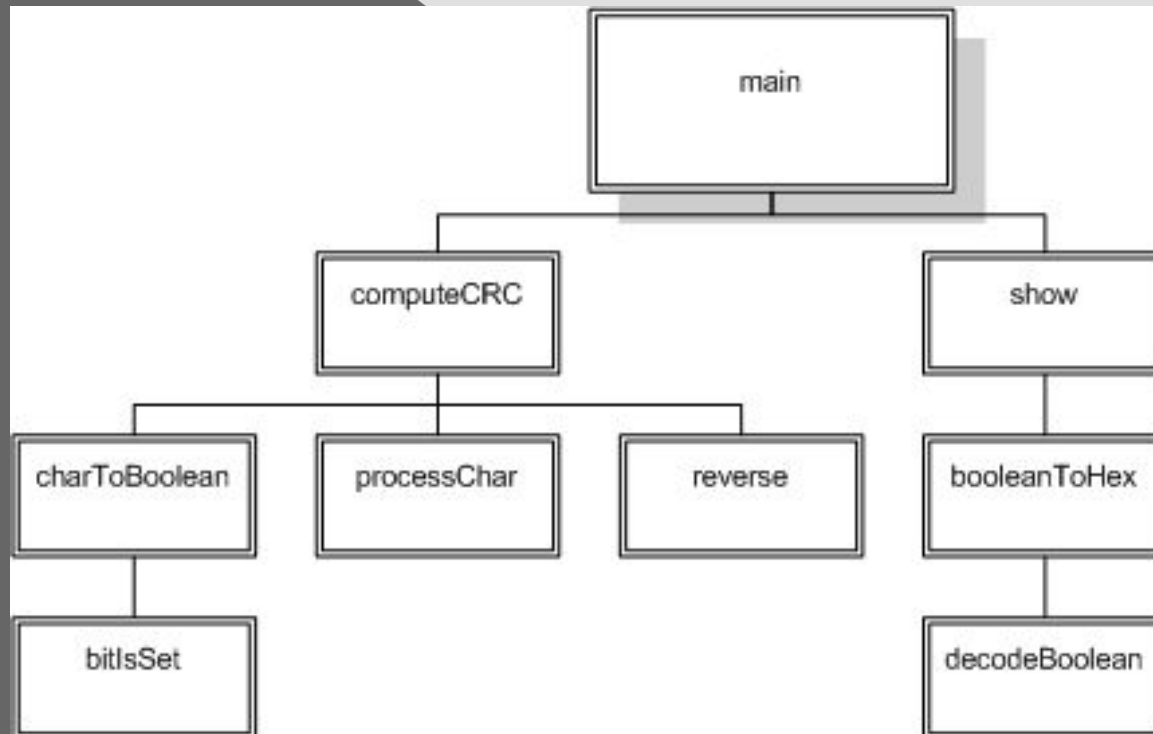 main
computeCRC
show
charToBoolean
processChar
reverse
booleanToHex
bitIsSet
decodeBoolean